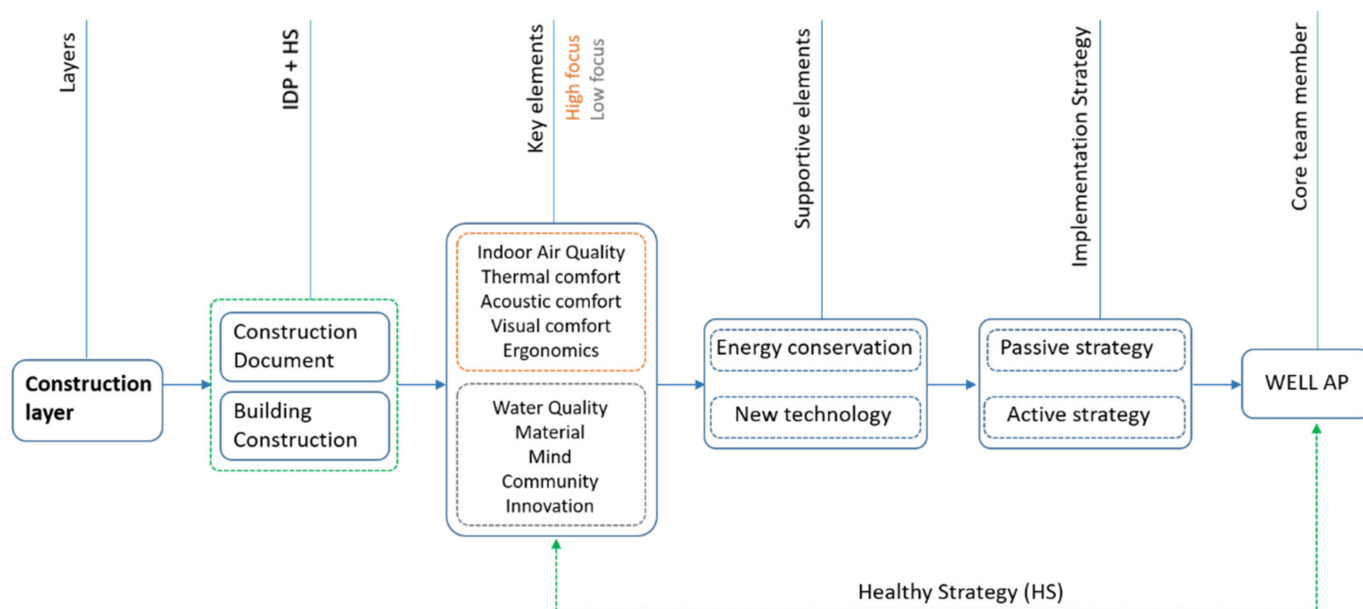 Layers
IDP + HS
Key elements
High focus
Low focus
Supportive elements
Implementation Strategy
Core team member
Construction
layer
Construction
Document
Building
Construction
Indoor Air Quality
Thermal comfort
Acoustic comfort
Visual comfort
Ergonomics
Water Quality
Material
Mind
Community
Innovation
Energy conservation
New technology
Passive strategy
Active strategy
WELL AP
Healthy Strategy (HS)